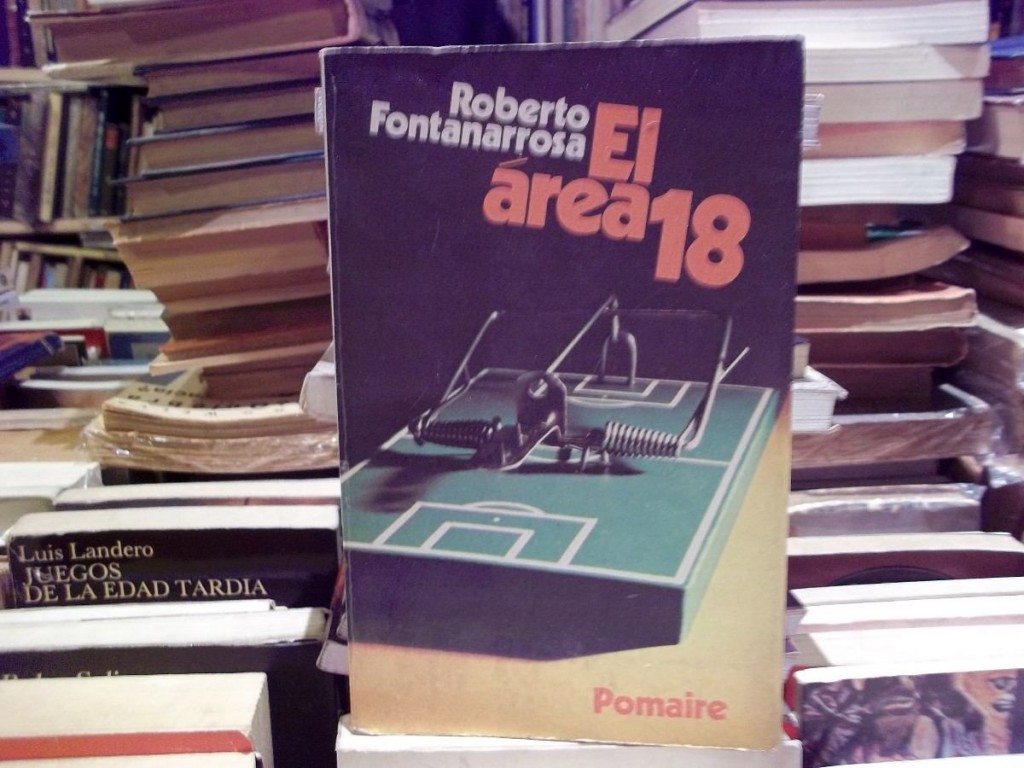 Roberto
Fontanarrosa
El
área 18
Pomaire
Luis Landero
JUEGOS
DE LA EDAD TARDIA